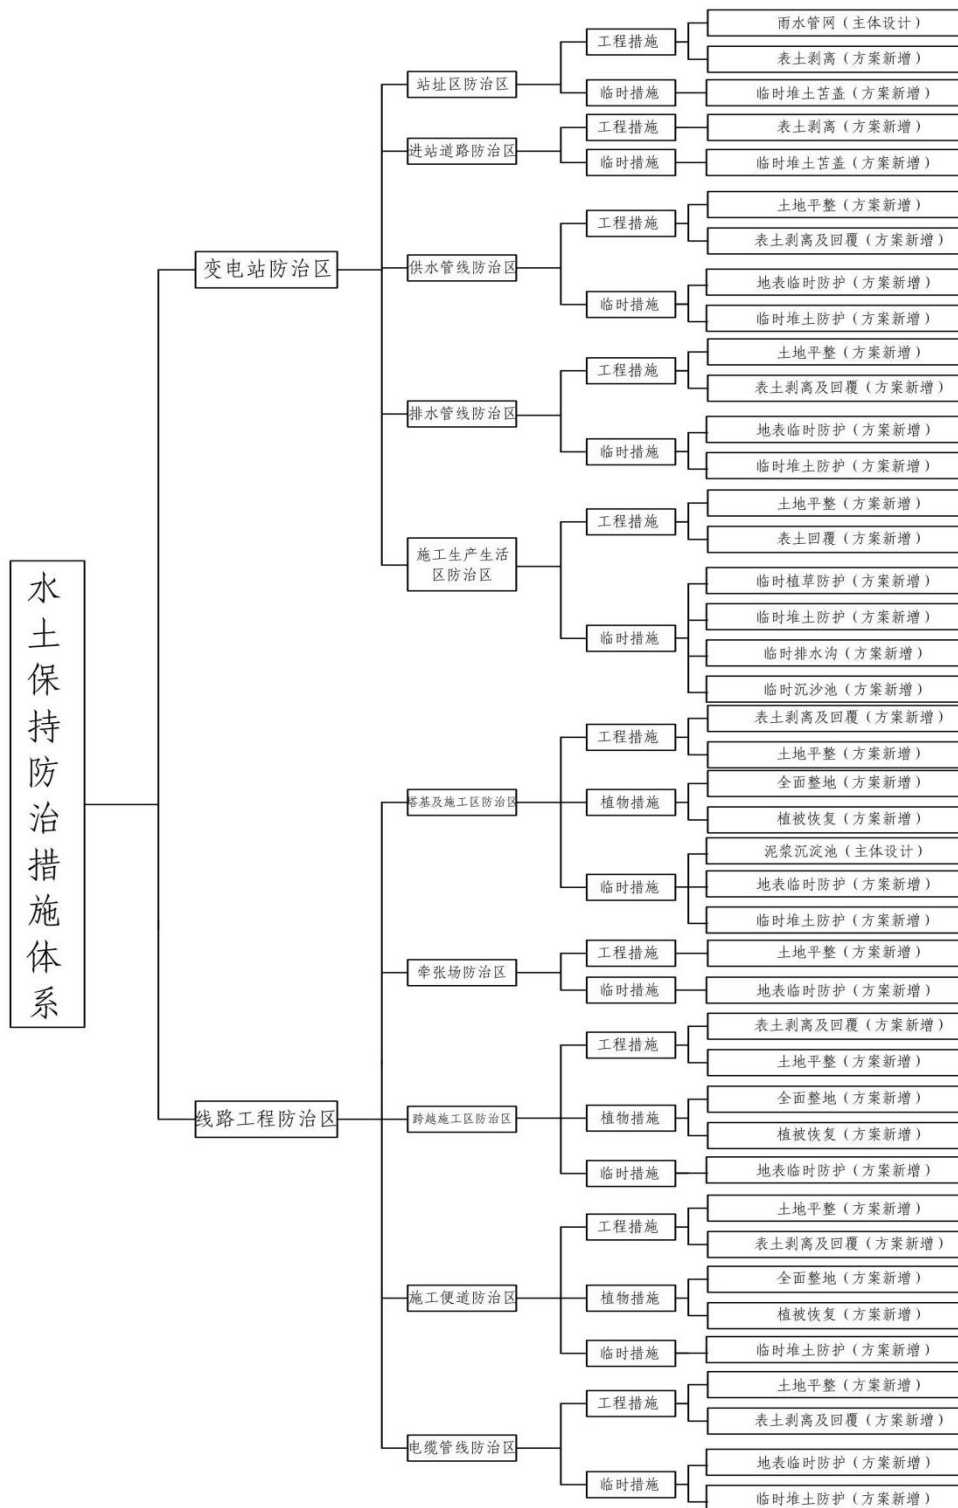 水土保持防治措施体系
变电站防治区
站址区防治区
工程措施
雨水管网（主体设计）
表土剥离（方案新增）
临时措施
临时堆土苫盖（方案新增）
进站道路防治区
工程措施
表土剥离（方案新增）
临时措施
临时堆土苫盖（方案新增）
供水管线防治区
工程措施
土地平整（方案新增）
表土剥离及回覆（方案新增）
临时措施
地表临时防护（方案新增）
临时堆土防护（方案新增）
排水管线防治区
工程措施
土地平整（方案新增）
表土剥离及回覆（方案新增）
临时措施
地表临时防护（方案新增）
临时堆土防护（方案新增）
施工生产生活
区防治区
工程措施
土地平整（方案新增）
表土回覆（方案新增）
临时措施
临时植草防护（方案新增）
临时堆土防护（方案新增）
临时排水沟（方案新增）
临时沉沙池（方案新增）
线路工程防治区
塔基及施工区防治区
工程措施
表土剥离及回覆（方案新增）
土地平整（方案新增）
植物措施
全面整地（方案新增）
植被恢复（方案新增）
临时措施
泥浆沉淀池（主体设计）
地表临时防护（方案新增）
临时堆土防护（方案新增）
牵张场防治区
工程措施
土地平整（方案新增）
临时措施
地表临时防护（方案新增）
跨越施工区防治区
工程措施
表土剥离及回覆（方案新增）
土地平整（方案新增）
植物措施
全面整地（方案新增）
植被恢复（方案新增）
临时措施
地表临时防护（方案新增）
施工便道防治区
工程措施
土地平整（方案新增）
表土剥离及回覆（方案新增）
植物措施
全面整地（方案新增）
植被恢复（方案新增）
临时措施
临时堆土防护（方案新增）
电缆管线防治区
工程措施
土地平整（方案新增）
表土剥离及回覆（方案新增）
临时措施
地表临时防护（方案新增）
临时堆土防护（方案新增）